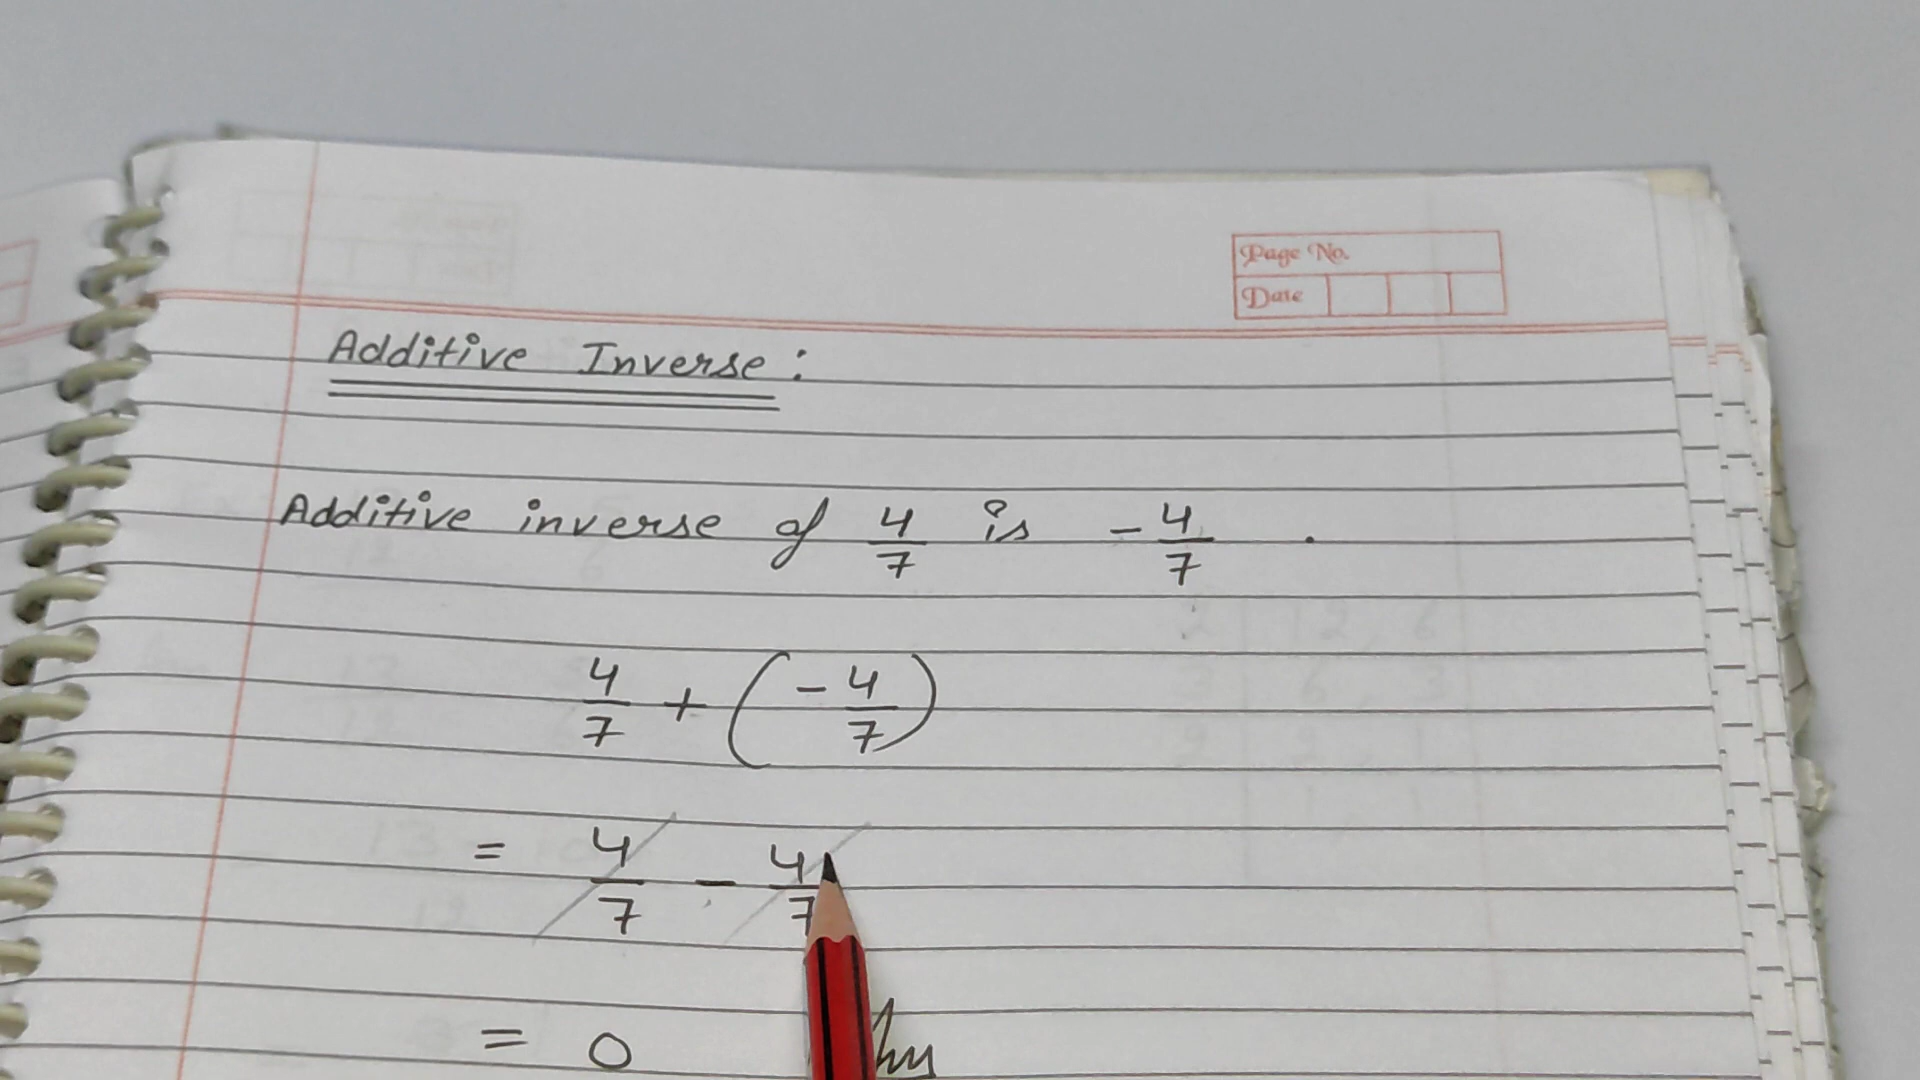 Page No.
Date
Additive Inverse :
Additive inverse of 4/7 is -4/7 .
4/7 + (-4/7)
= 4/7 - 4/7
= 0